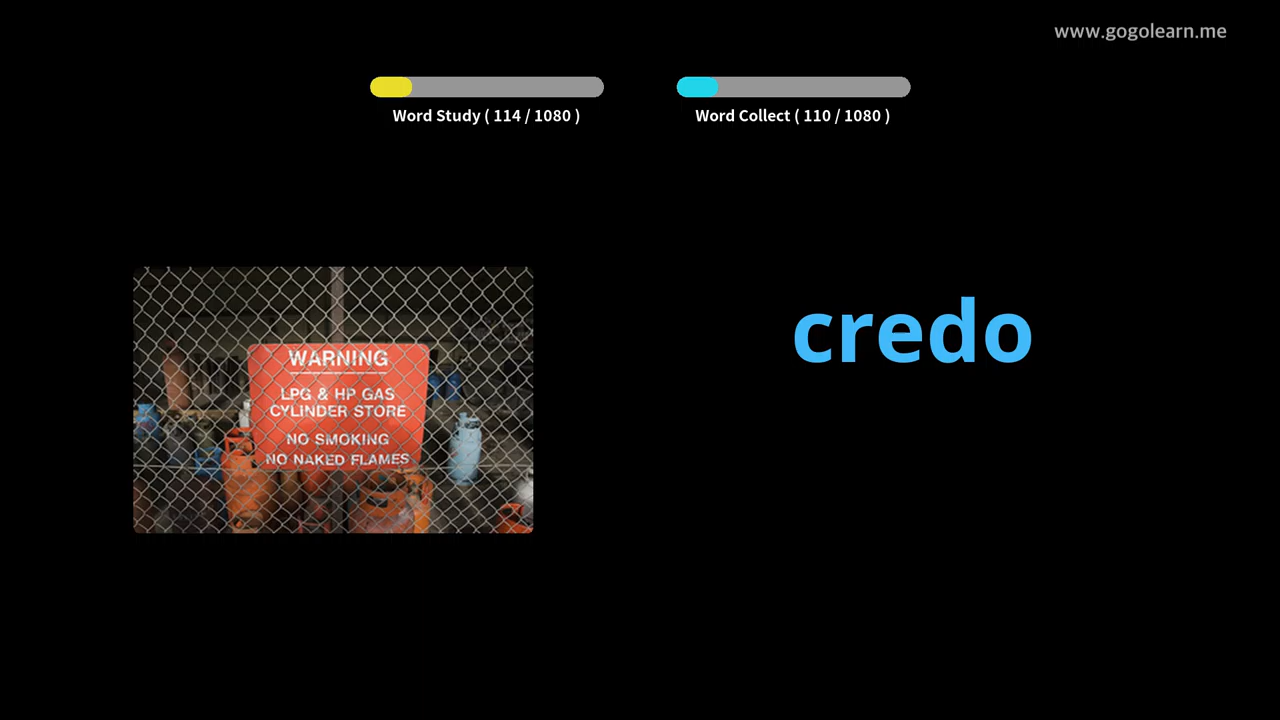 www.gogolearn.me
Word Study ( 114 / 1080 )
Word Collect ( 110 / 1080 )
credo
WARNING
LPG & HP GAS
CYLINDER STORE
NO SMOKING
NO NAKED FLAMES